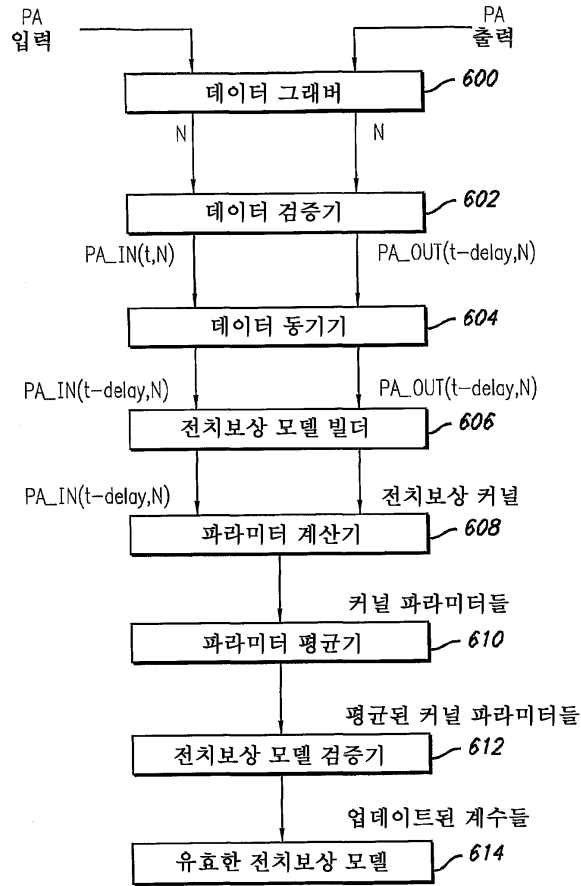 PA
입력
PA
출력
600
데이터 그래버
N
N
602
데이터 검증기
PA_IN(t,N)
PA_OUT(t-delay,N)
604
데이터 동기기
PA_IN(t-delay,N)
PA_OUT(t-delay,N)
606
전치보상 모델 빌더
PA_IN(t-delay,N)
전치보상 커널
608
파라미터 계산기
커널 파라미터들
610
파라미터 평균기
평균된 커널 파라미터들
612
전치보상 모델 검증기
업데이트된 계수들
614
유효한 전치보상 모델